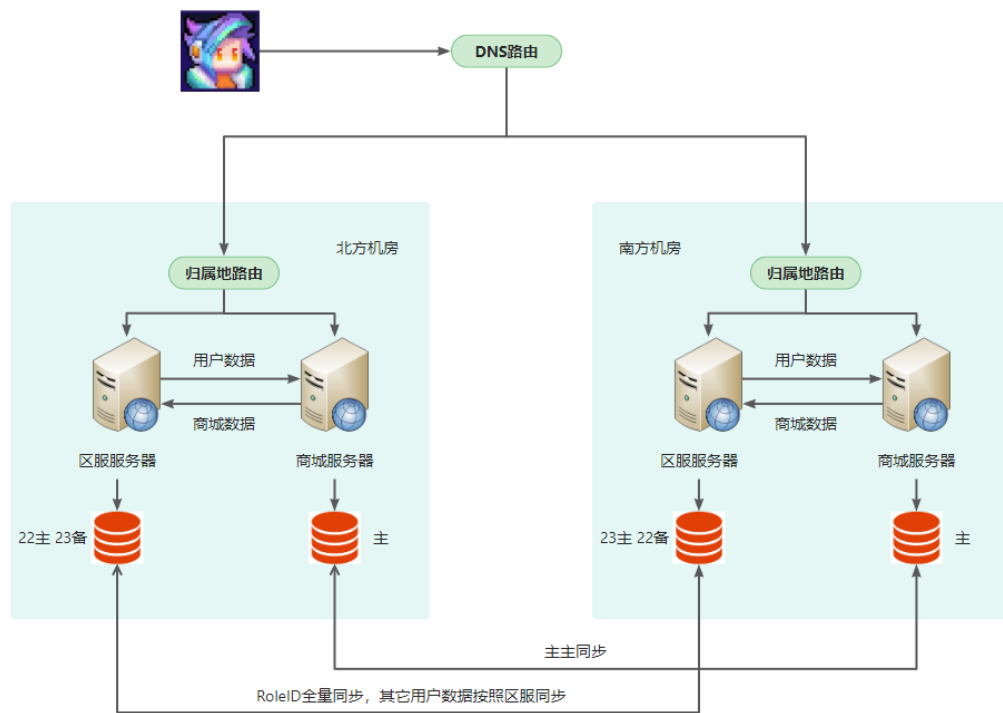 DNS路由
北方机房
南方机房
归属地路由
归属地路由
用户数据
用户数据
商城数据
商城数据
区服服务器
商城服务器
区服服务器
商城服务器
22主 23备
主
23主 22备
主
主主同步
RoleID全量同步，其它用户数据按照区服同步